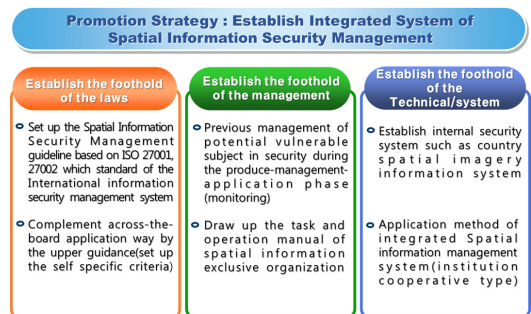 Promotion Strategy : Establish Integrated System of
Spatial Information Security Management
Establish the foothold
of the laws
Set up the Spatial Information
Security Management
guideline based on ISO 27001,
27002 which standard of the
International information
security management system
Complement across-the-
board application way by
the upper guidance(set up
the self specific criteria)
Establish the foothold
of the management
Previous management of
potential vulnerable
subject in security during
the produce-management-
application phase
(monitoring)
Draw up the task and
operation manual of
spatial information
exclusive organization
Establish the foothold
of the
Technical/system
Establish internal security
system such as country
spatial imagery
information system
Application method of
integrated Spatial
information management
system(institution
cooperative type)